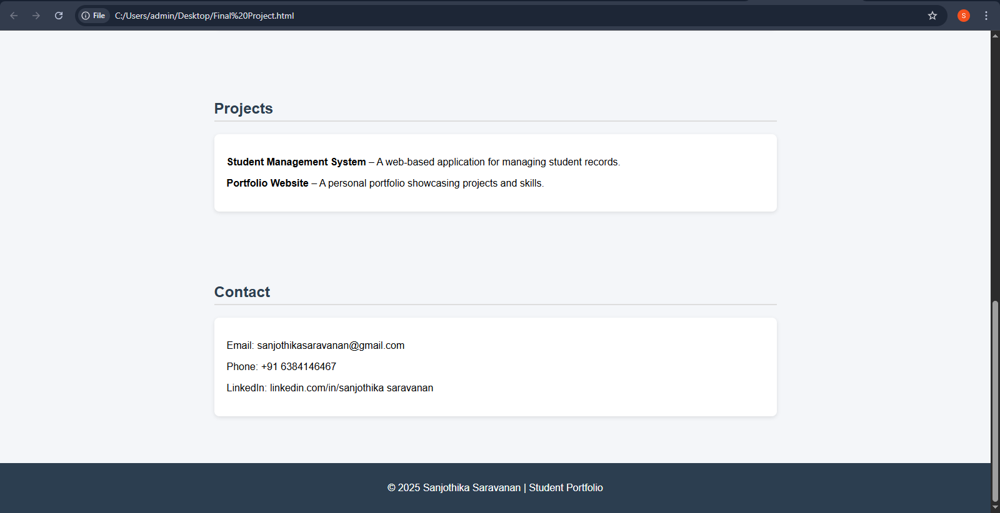 File C:/Users/admin/Desktop/Final%20Project.html
S
Projects
Student Management System – A web-based application for managing student records.
Portfolio Website – A personal portfolio showcasing projects and skills.
Contact
Email: sanjothikasaravanan@gmail.com
Phone: +91 6384146467
LinkedIn: linkedin.com/in/sanjothika saravanan
© 2025 Sanjothika Saravanan | Student Portfolio